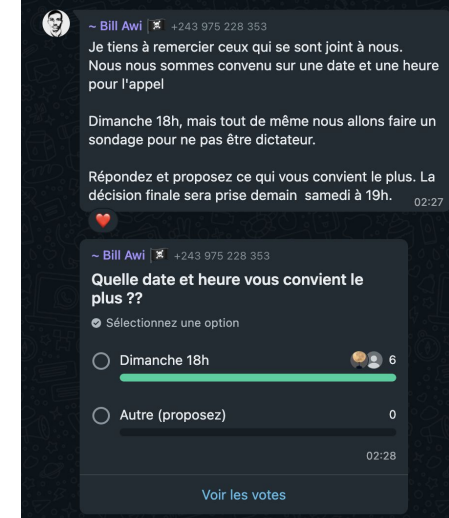 ~ Bill Awi 🏴‍☠️ +243 975 228 353
Je tiens à remercier ceux qui se sont joint à nous.
Nous nous sommes convenu sur une date et une heure
pour l'appel
Dimanche 18h, mais tout de même nous allons faire un
sondage pour ne pas être dictateur.
Répondez et proposez ce qui vous convient le plus. La
décision finale sera prise demain  samedi à 19h.
02:27
~ Bill Awi 🏴‍☠️ +243 975 228 353
Quelle date et heure vous convient le
plus ??
Sélectionnez une option
Dimanche 18h 6
Autre (proposez) 0
02:28
Voir les votes